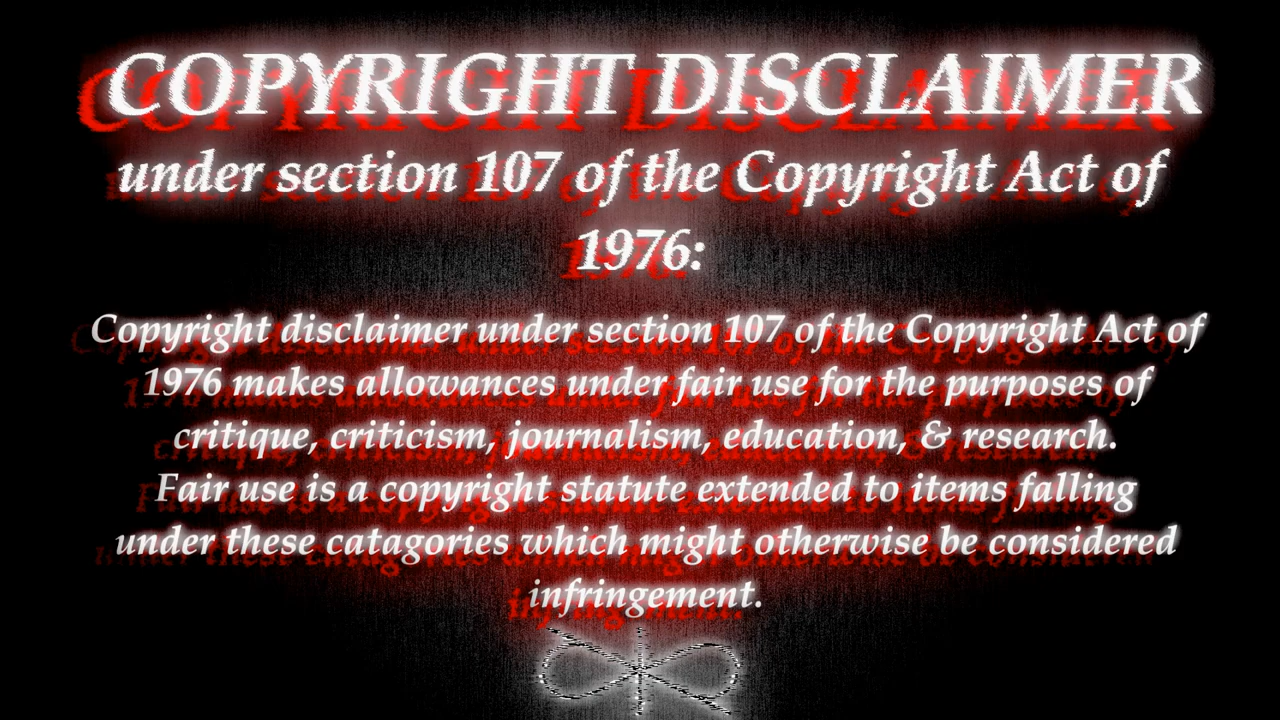 COPYRIGHT DISCLAIMER
under section 107 of the Copyright Act of
1976:
Copyright disclaimer under section 107 of the Copyright Act of
1976 makes allowances under fair use for the purposes of
critique, criticism, journalism, education, & research.
Fair use is a copyright statute extended to items falling
under these catagories which might otherwise be considered
infringement.